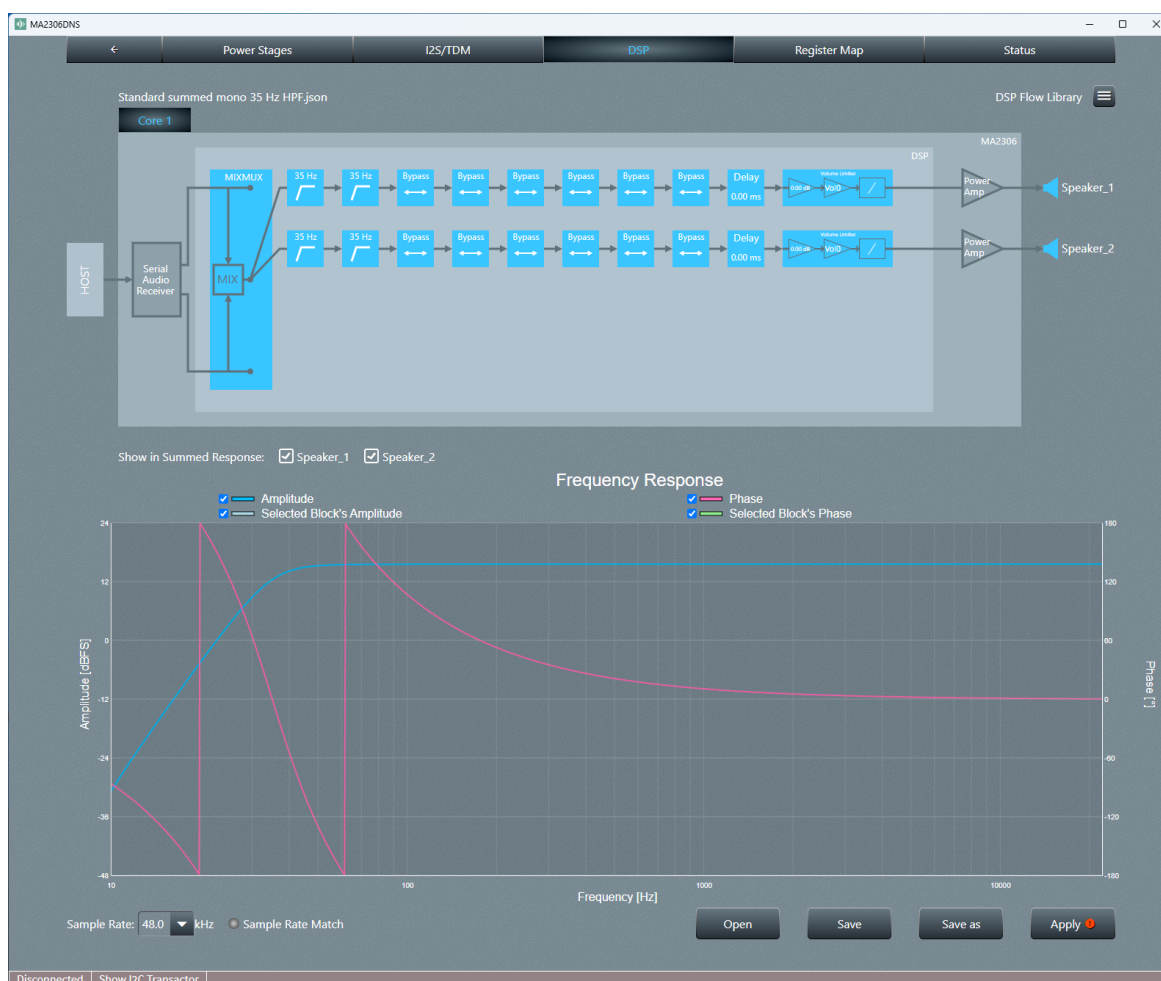 MA2306DNS
Power Stages
I2S/TDM
DSP
Register Map
Status
Standard summed mono 35 Hz HPF.json
DSP Flow Library
Core 1
MA2306
DSP
MIXMUX
35 Hz
35 Hz
Bypass
Bypass
Bypass
Bypass
Bypass
Bypass
Delay
0.00 ms
Volume Limiter
0.00 dB
Vol0
Power
Amp
Speaker_1
35 Hz
35 Hz
Bypass
Bypass
Bypass
Bypass
Bypass
Bypass
Delay
0.00 ms
Volume Limiter
0.00 dB
Vol0
Power
Amp
Speaker_2
HOST
Serial
Audio
Receiver
MIX
Show in Summed Response: Speaker_1 Speaker_2
Frequency Response
Amplitude
Phase
Selected Block's Amplitude
Selected Block's Phase
24
12
0
-12
-24
-36
-48
Amplitude [dBFS]
180
120
60
0
-60
-120
-180
Phase [°]
10
100
1000
10000
Frequency [Hz]
Sample Rate: 48.0 kHz Sample Rate Match
Open
Save
Save as
Apply
Disconnected
Show I2C Transactor